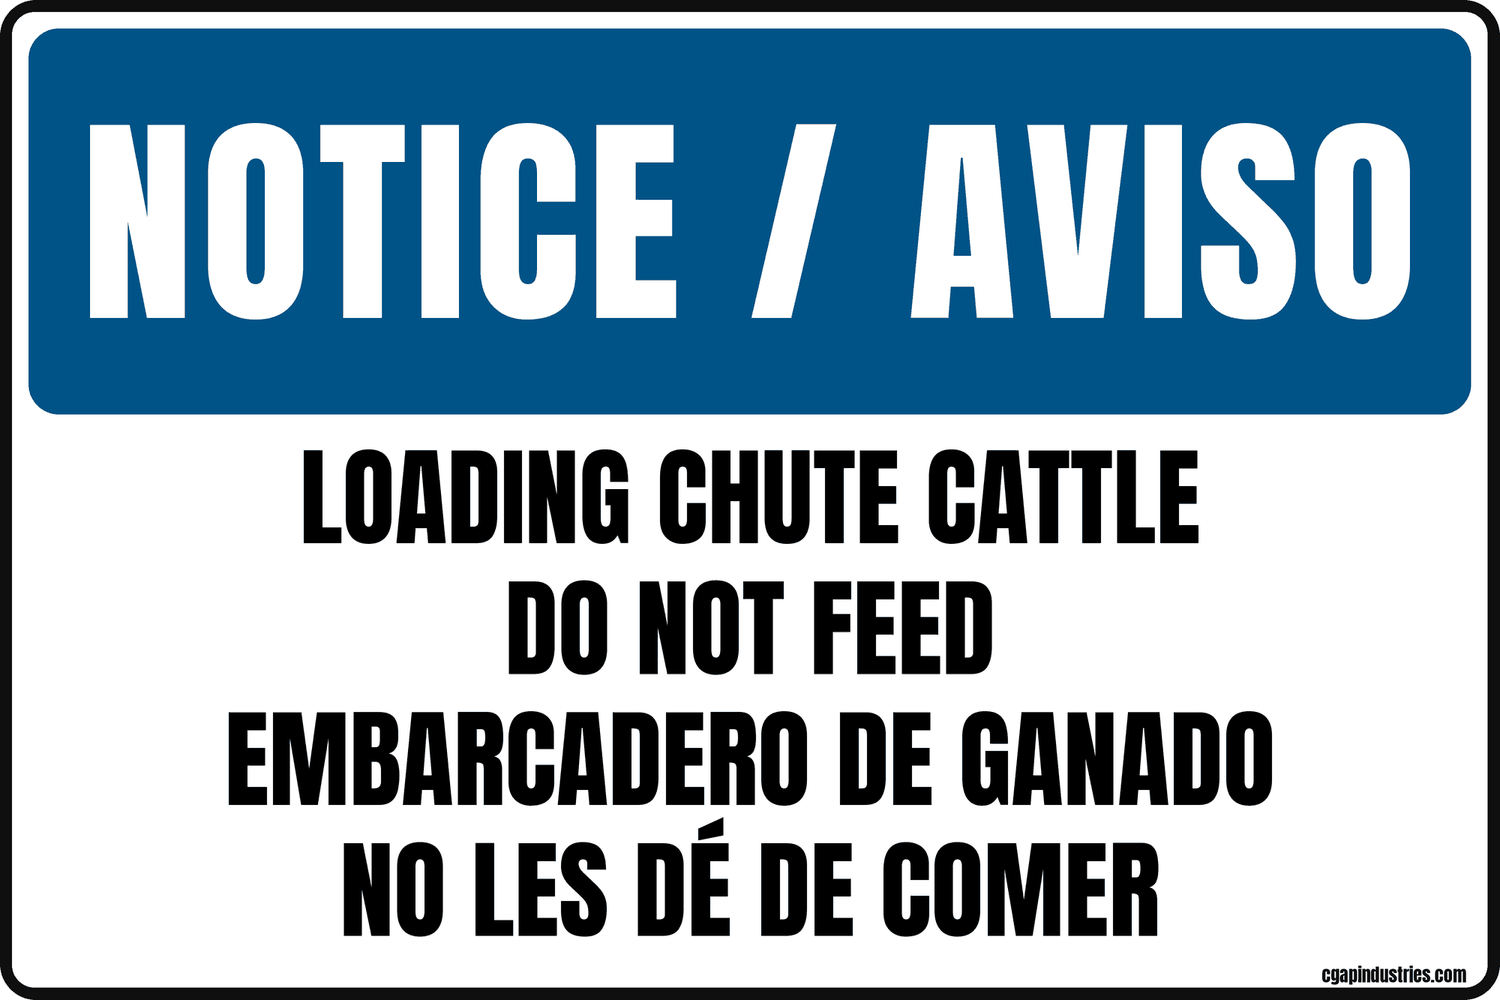 NOTICE / AVISO
LOADING CHUTE CATTLE
DO NOT FEED
EMBARCADERO DE GANADO
NO LES DÉ DE COMER
cgapindustries.com